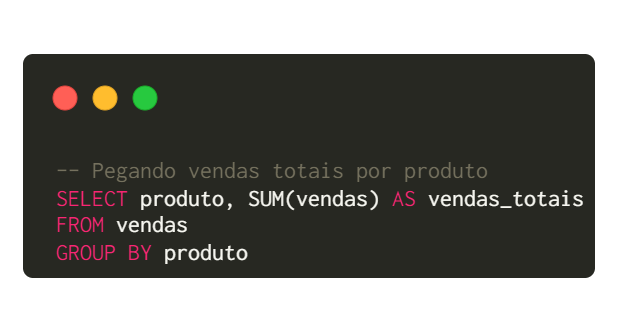 -- Pegando vendas totais por produto
SELECT produto, SUM(vendas) AS vendas_totais
FROM vendas
GROUP BY produto